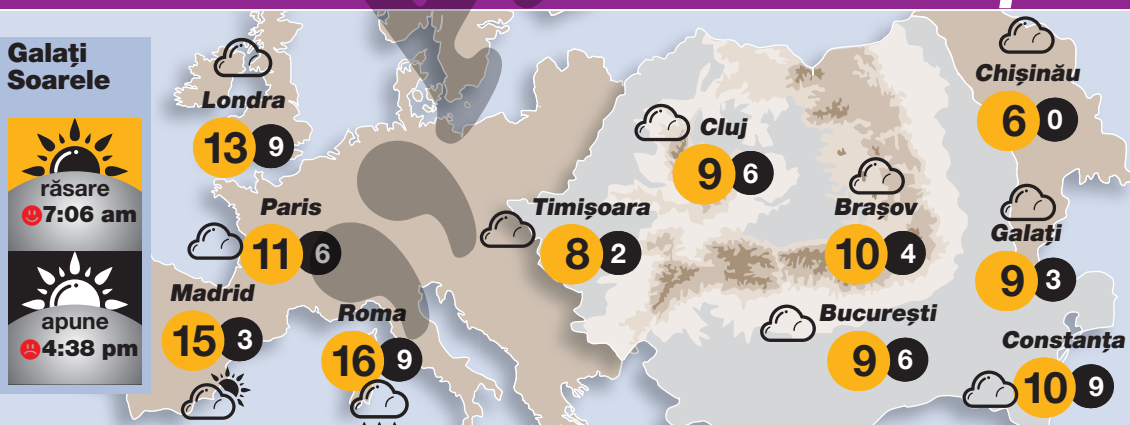 Galați
Soarele
răsare
7:06 am
apune
4:38 pm
Londra
13 9
Paris
11 6
Madrid
15 3
Roma
16 9
Timișoara
8 2
Cluj
9 6
Brașov
10 4
București
9 6
Chișinău
6 0
Galați
9 3
Constanța
10 9